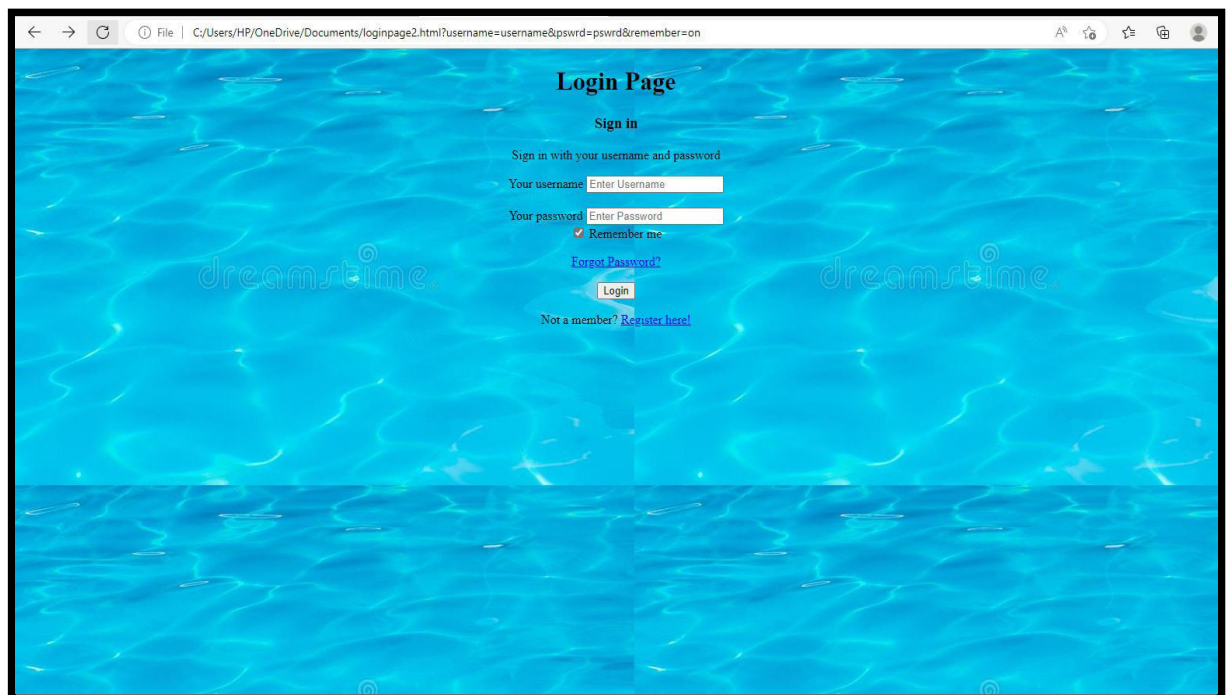 File
C:/Users/HP/OneDrive/Documents/loginpage2.html?username=username&pswrd=pswrd&remember=on
Login Page
Sign in
Sign in with your username and password
Your username Enter Username
Your password Enter Password
Remember me
Forgot Password?
dreamstime
dreamstime
Login
Not a member? Register here!